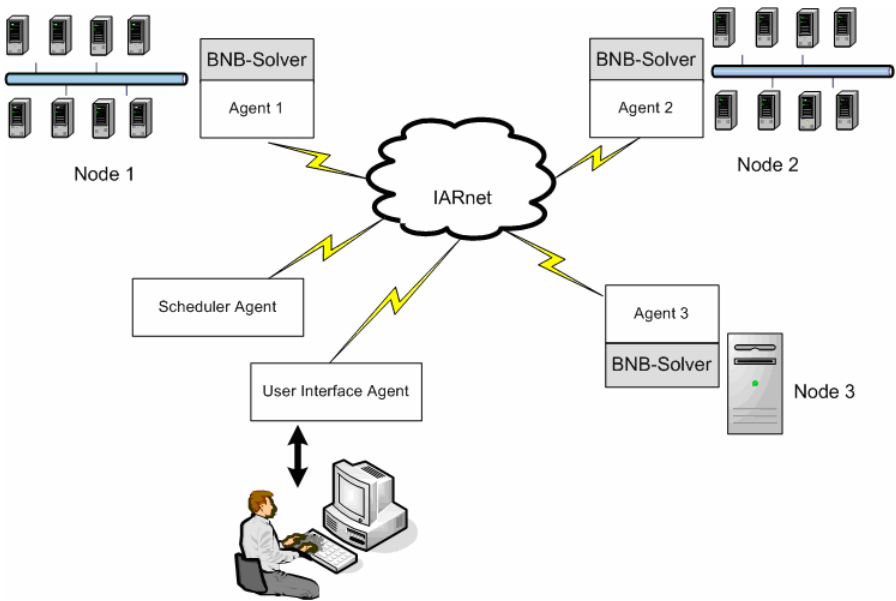 BNB-Solver
Agent 1
Node 1
BNB-Solver
Agent 2
Node 2
IARnet
Scheduler Agent
Agent 3
BNB-Solver
Node 3
User Interface Agent